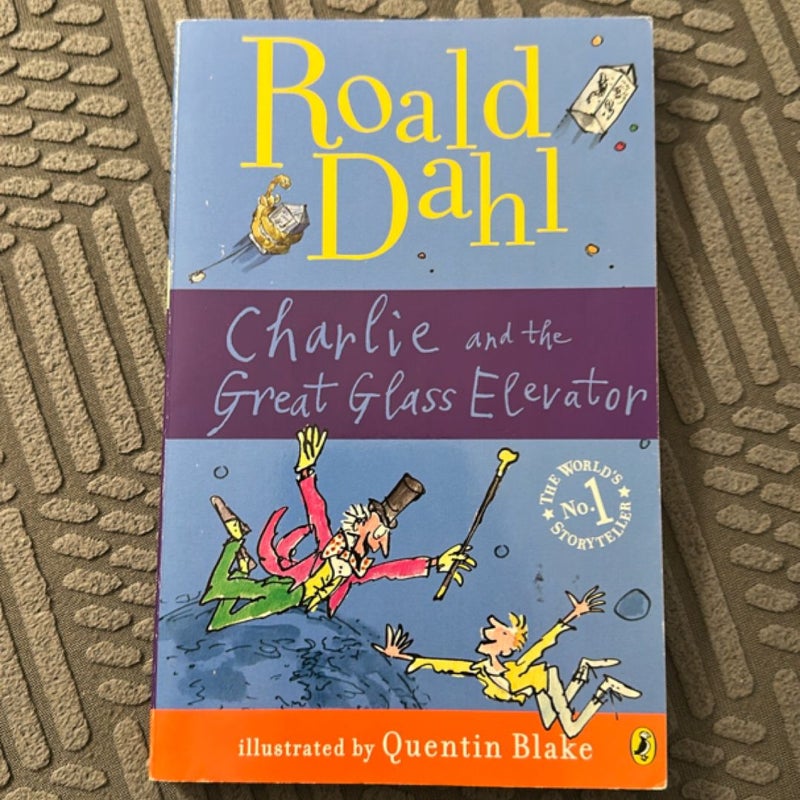 Roald
Dahl
Charlie and the
Great Glass Elevator
THE WORLD'S
No.1
STORYTELLER
illustrated by Quentin Blake